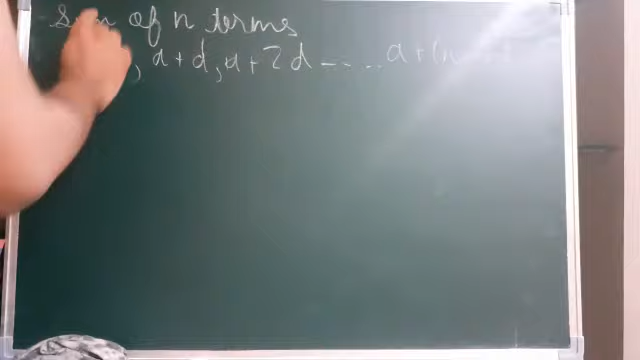 Sum of n terms
, a + d, a + 2d ---... a + (n